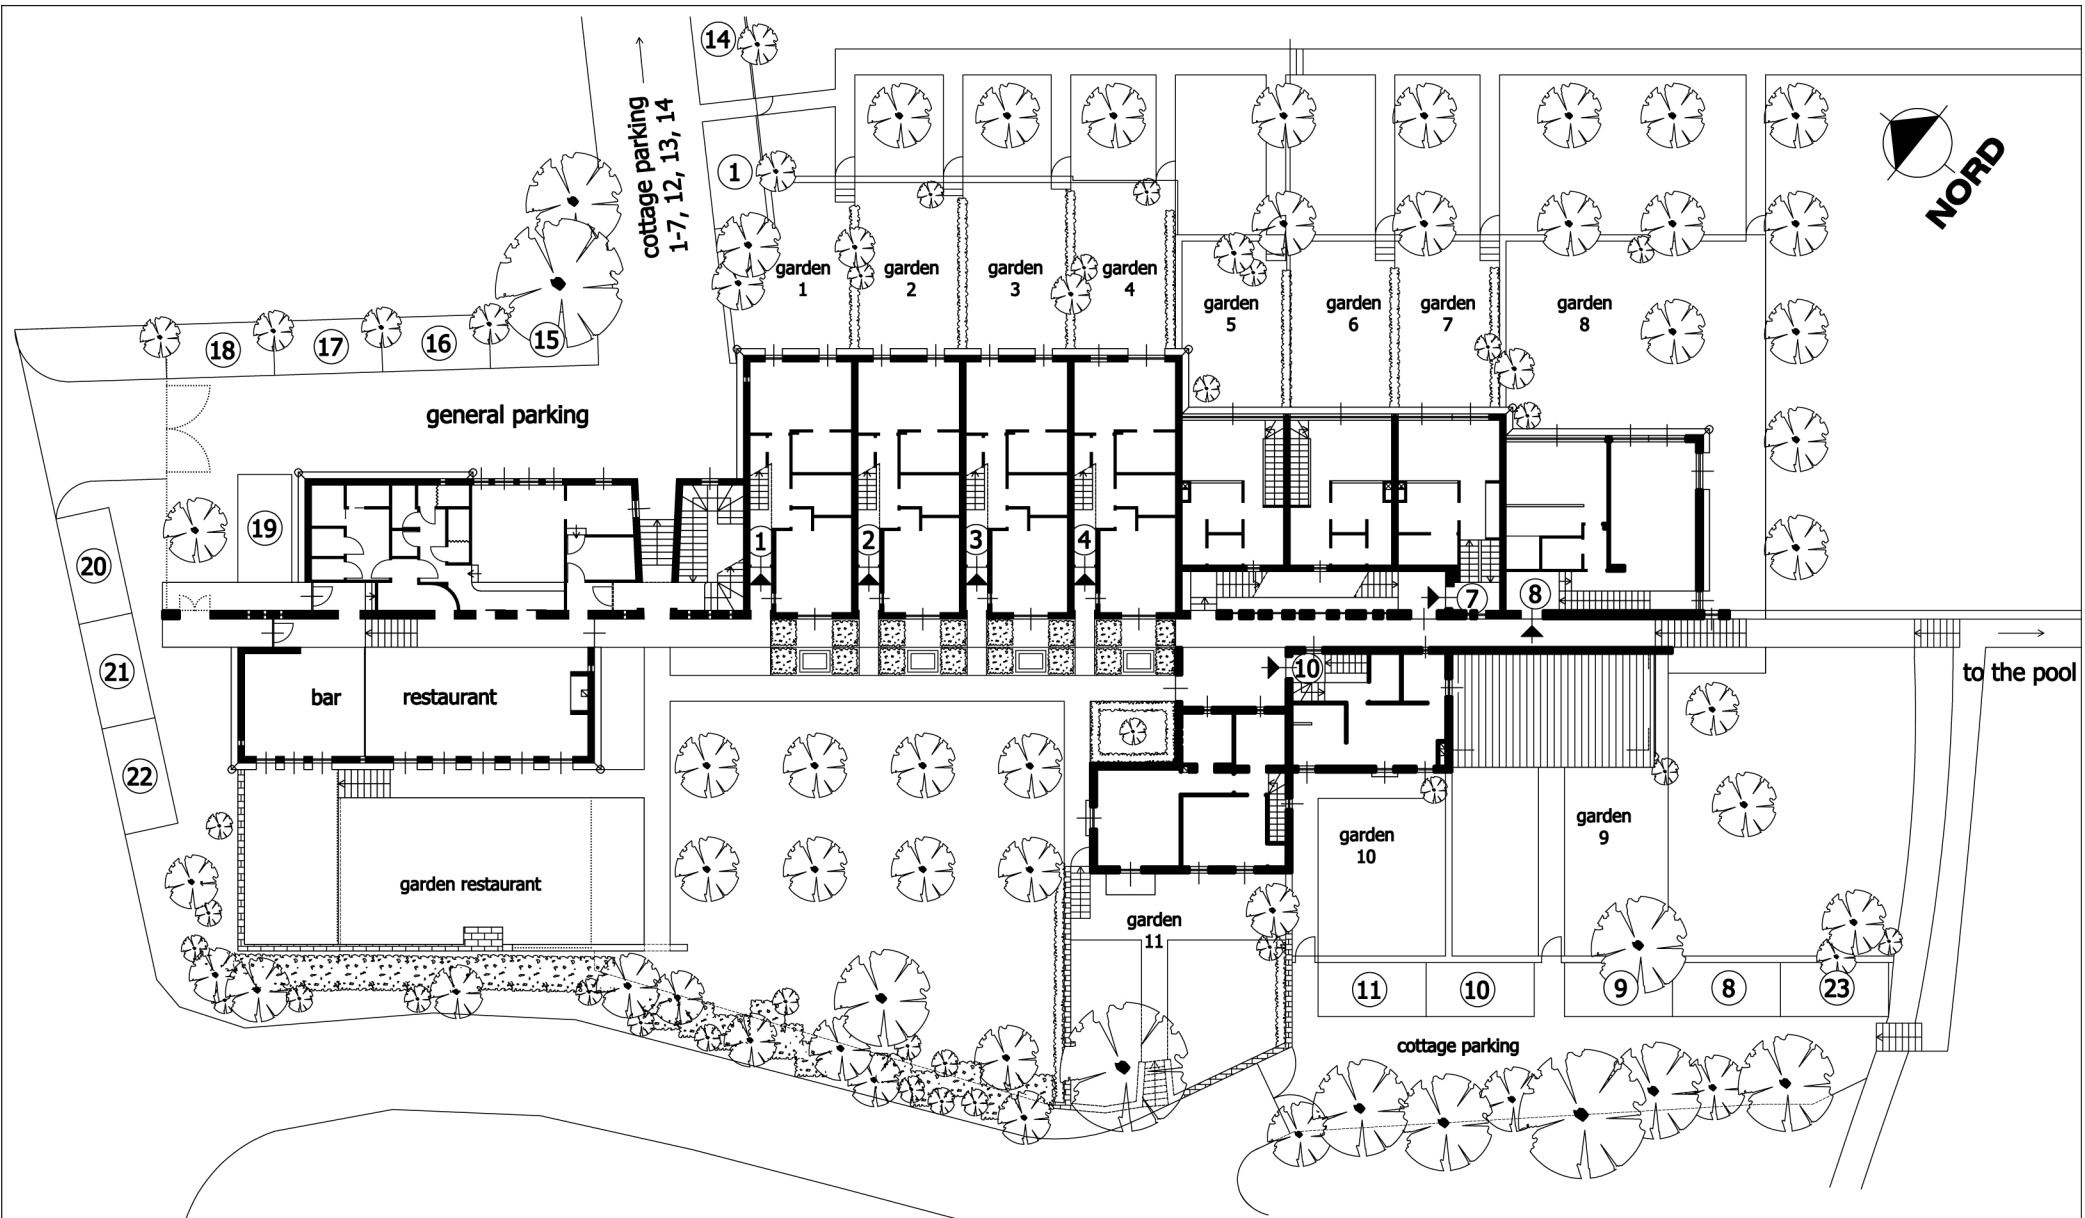 14
cottage parking
1-7, 12, 13, 14
1
NORD
garden
1
garden
2
garden
3
garden
4
garden
5
garden
6
garden
7
garden
8
18
17
16
15
general parking
19
20
21
22
1
2
3
4
7
8
10
bar
restaurant
to the pool
garden restaurant
garden
10
garden
9
garden
11
11
10
9
8
23
cottage parking